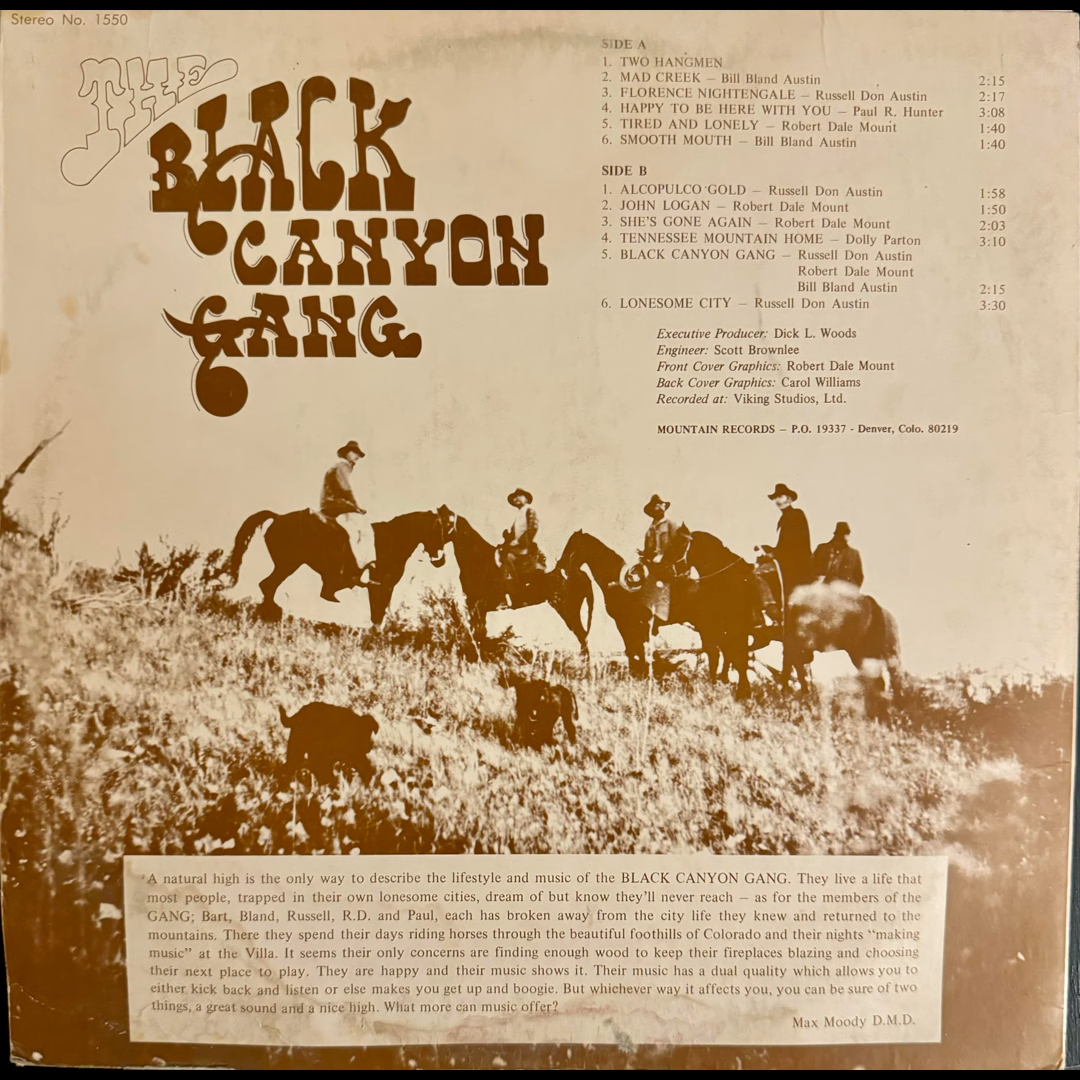 Stereo No. 1550
THE
BLACK
CANYON
GANG
SIDE A
1. TWO HANGMEN
2. MAD CREEK – Bill Bland Austin 2:15
3. FLORENCE NIGHTENGALE – Russell Don Austin 2:17
4. HAPPY TO BE HERE WITH YOU – Paul R. Hunter 3:08
5. TIRED AND LONELY – Robert Dale Mount 1:40
6. SMOOTH MOUTH – Bill Bland Austin 1:40
SIDE B
1. ALCOPULCO GOLD – Russell Don Austin 1:58
2. JOHN LOGAN – Robert Dale Mount 1:50
3. SHE'S GONE AGAIN – Robert Dale Mount 2:03
4. TENNESSEE MOUNTAIN HOME – Dolly Parton 3:10
5. BLACK CANYON GANG – Russell Don Austin
Robert Dale Mount
Bill Bland Austin 2:15
6. LONESOME CITY – Russell Don Austin 3:30
Executive Producer: Dick L. Woods
Engineer: Scott Brownlee
Front Cover Graphics: Robert Dale Mount
Back Cover Graphics: Carol Williams
Recorded at: Viking Studios, Ltd.
MOUNTAIN RECORDS – P.O. 19337 - Denver, Colo. 80219
A natural high is the only way to describe the lifestyle and music of the BLACK CANYON GANG. They live a life that
most people, trapped in their own lonesome cities, dream of but know they'll never reach – as for the members of the
GANG; Bart, Bland, Russell, R.D. and Paul, each has broken away from the city life they knew and returned to the
mountains. There they spend their days riding horses through the beautiful foothills of Colorado and their nights "making
music" at the Villa. It seems their only concerns are finding enough wood to keep their fireplaces blazing and choosing
their next place to play. They are happy and their music shows it. Their music has a dual quality which allows you to
either kick back and listen or else makes you get up and boogie. But whichever way it affects you, you can be sure of two
things, a great sound and a nice high. What more can music offer?
Max Moody D.M.D.